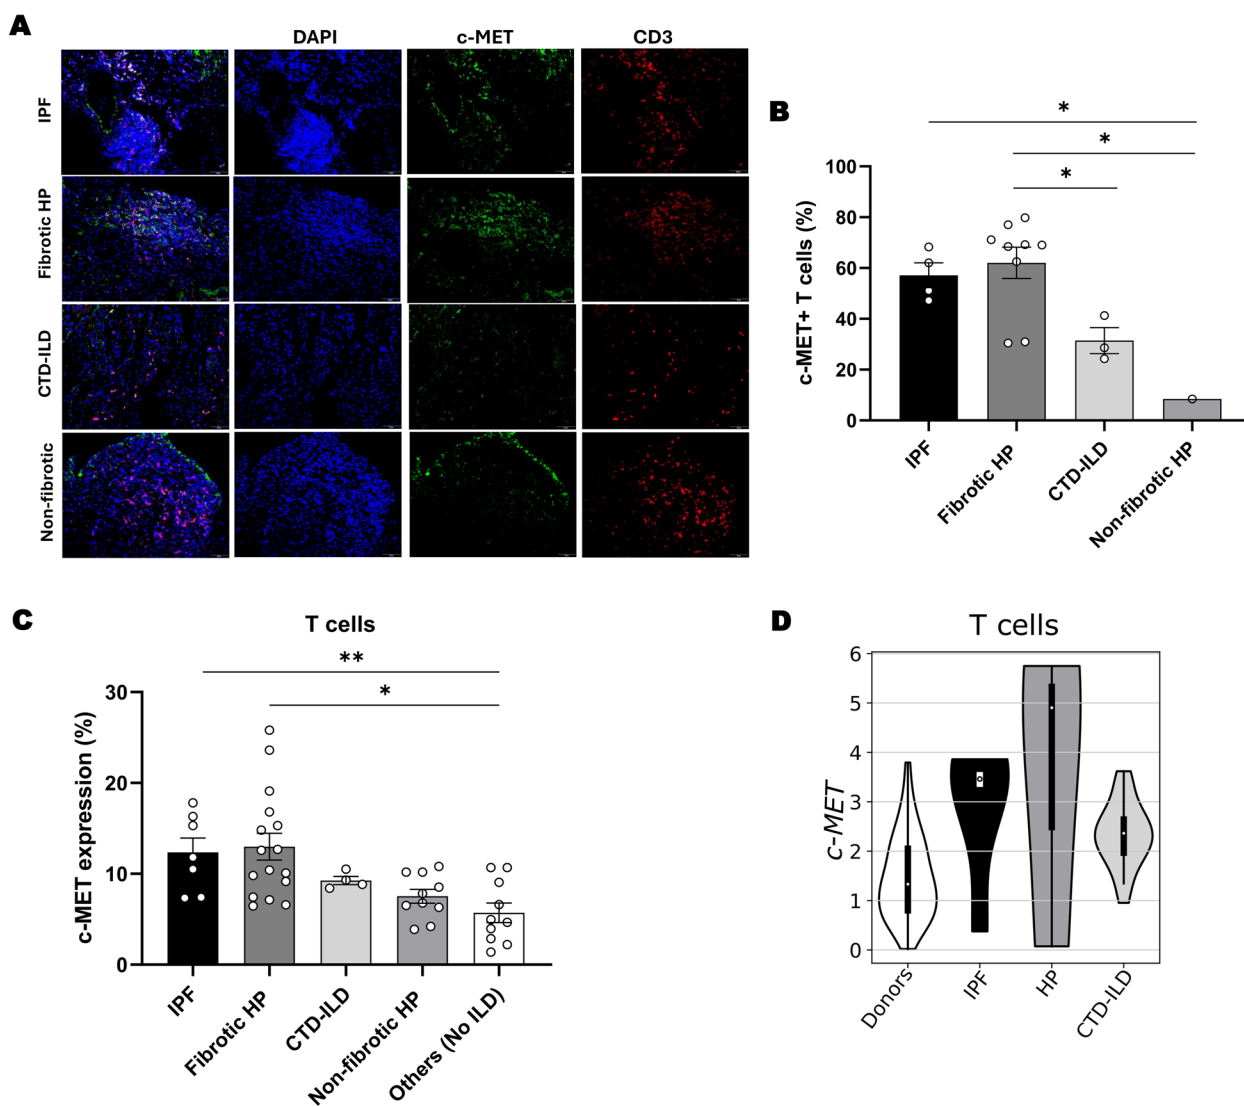 A
DAPI
c-MET
CD3
IPF
Fibrotic HP
CTD-ILD
Non-fibrotic
B
*
*
*
c-MET+ T cells (%)
100
80
60
40
20
0
IPF
Fibrotic HP
CTD-ILD
Non-fibrotic HP
C
T cells
**
*
c-MET expression (%)
30
20
10
0
IPF
Fibrotic HP
CTD-ILD
Non-fibrotic HP
Others (No ILD)
D
T cells
c-MET
6
5
4
3
2
1
0
Donors
IPF
HP
CTD-ILD